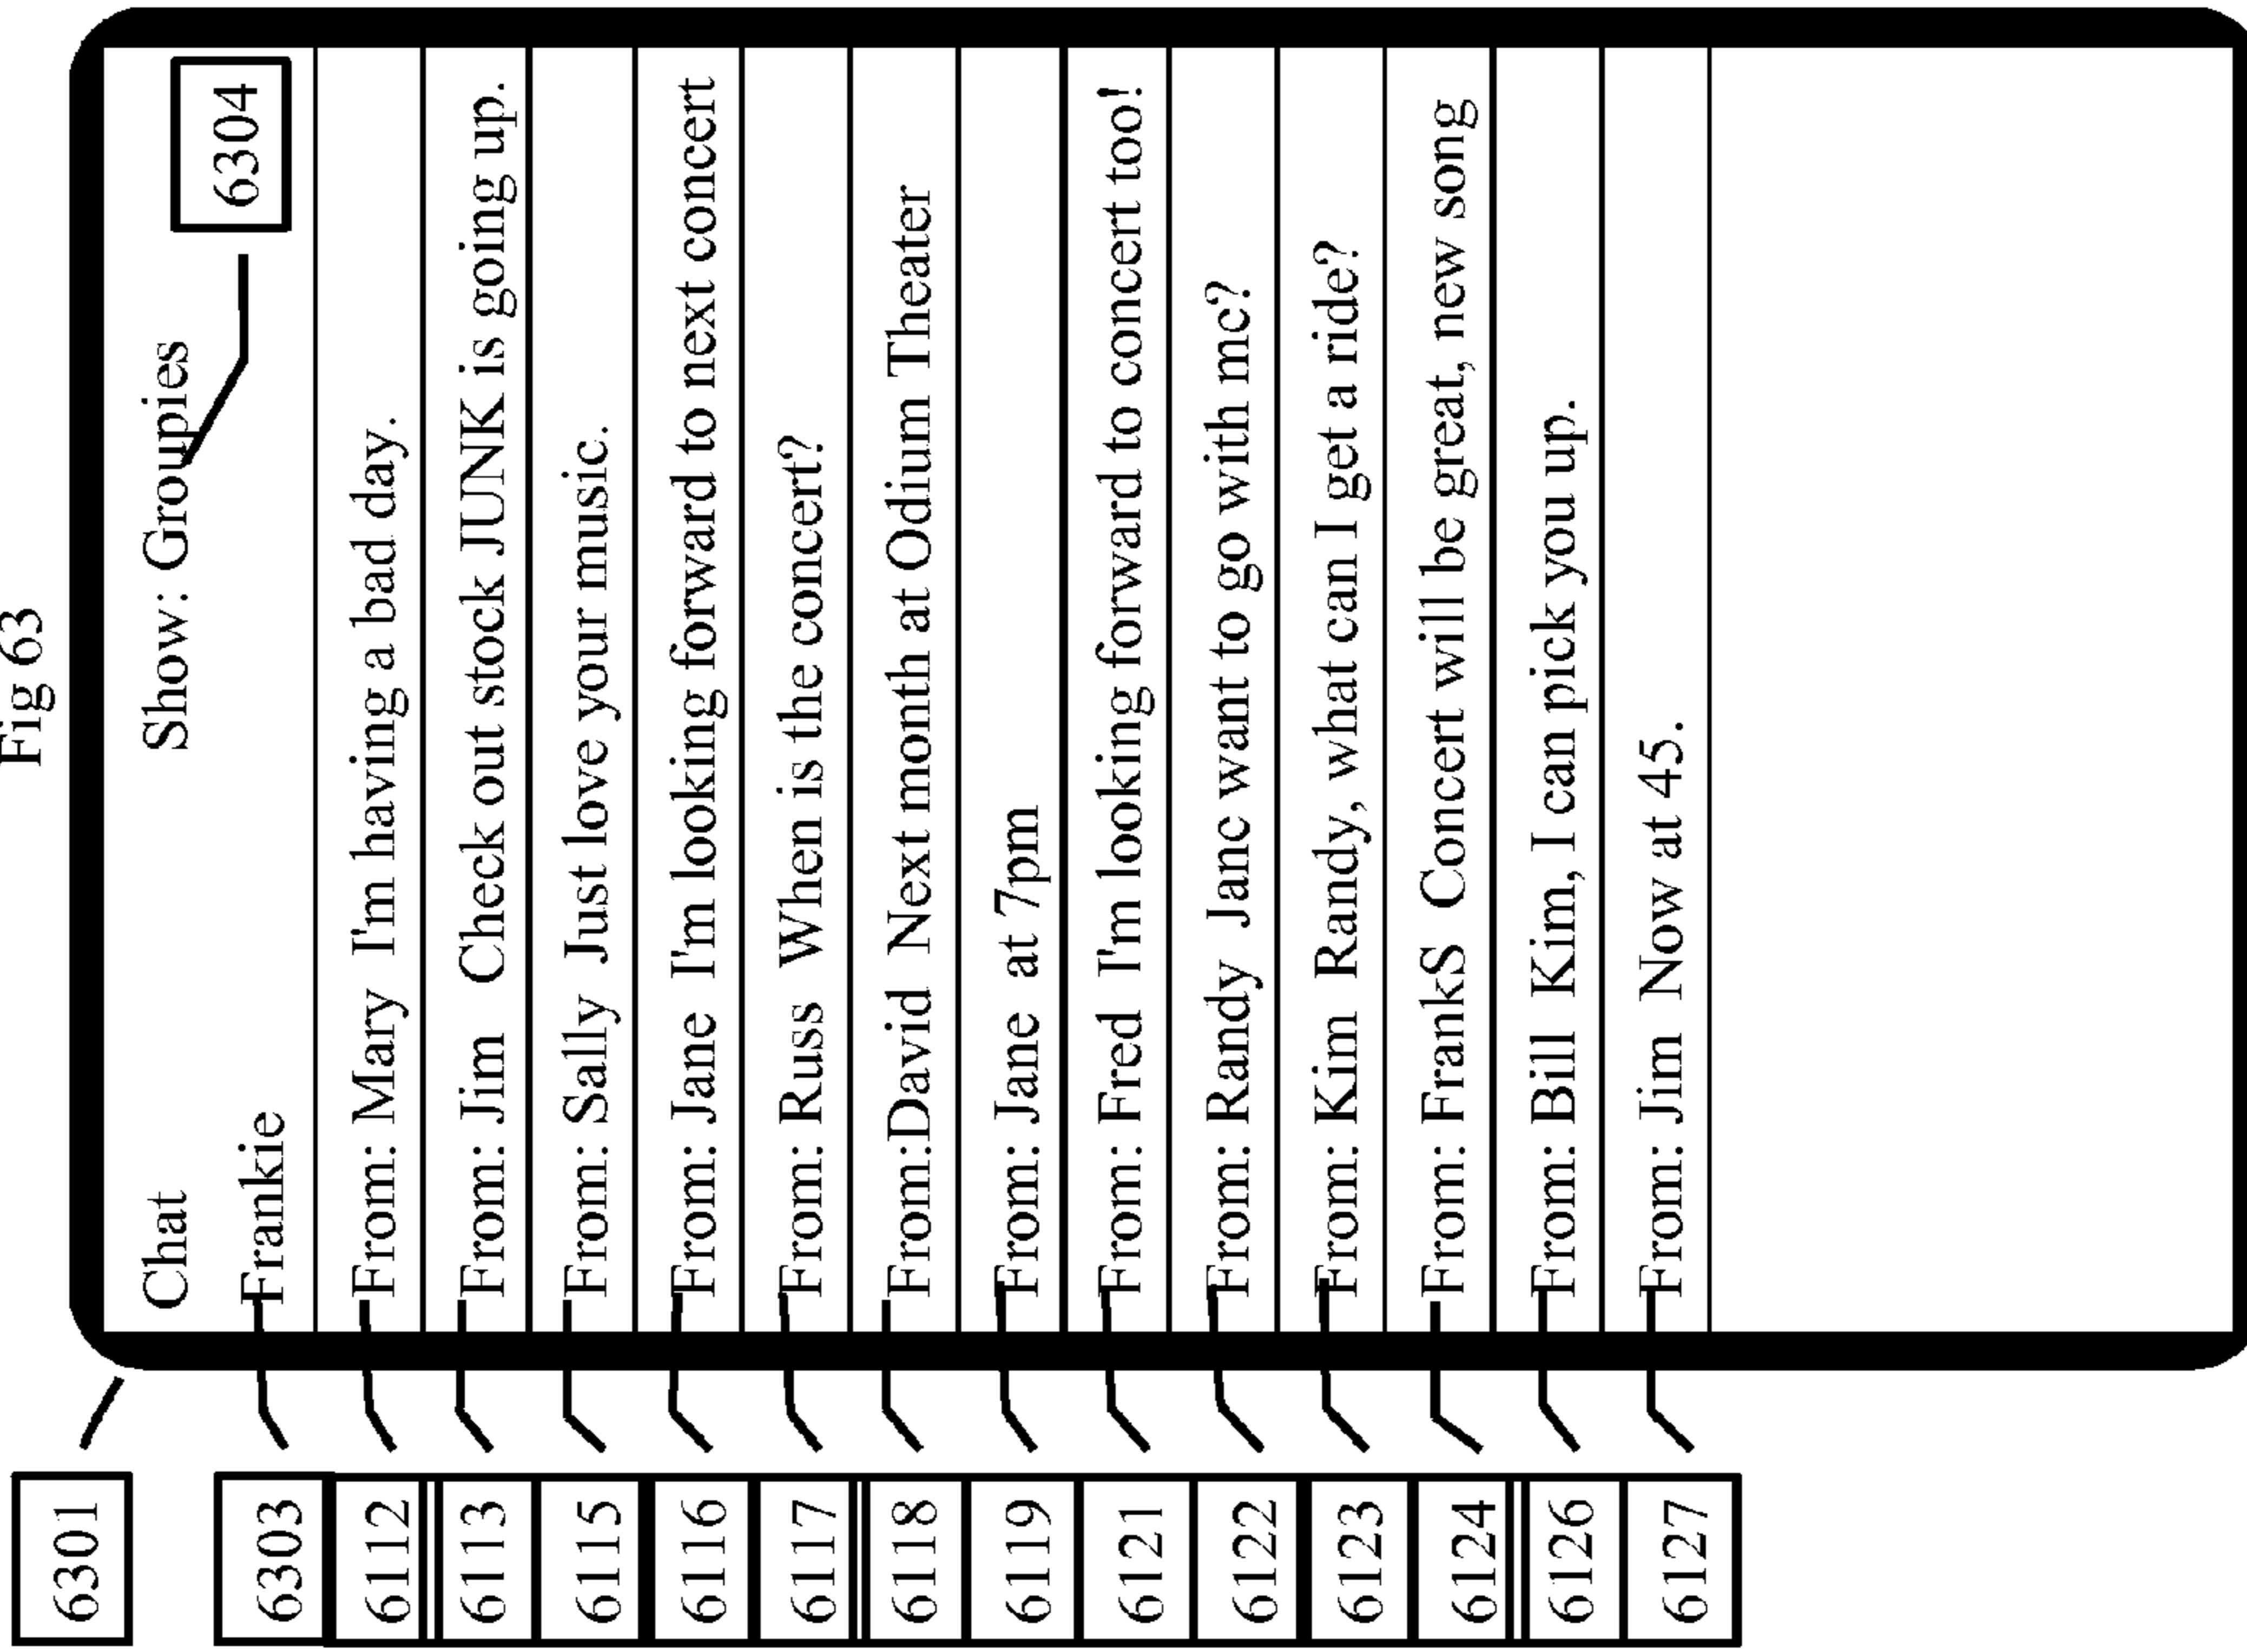 Fig 63
6301 Chat Show: Groupies
6303 Frankie 6304
6112 From: Mary I'm having a bad day.
6113 From: Jim Check out stock JUNK is going up.
6115 From: Sally Just love your music.
6116 From: Jane I'm looking forward to next concert
6117 From: Russ When is the concert?
6118 From:David Next month at Odium Theater
6119 From: Jane at 7pm
6121 From: Fred I'm looking forward to concert too!
6122 From: Randy Jane want to go with me?
6123 From: Kim Randy, what can I get a ride?
6124 From: FrankS Concert will be great, new song
6126 From: Bill Kim, I can pick you up.
6127 From: Jim Now at 45.